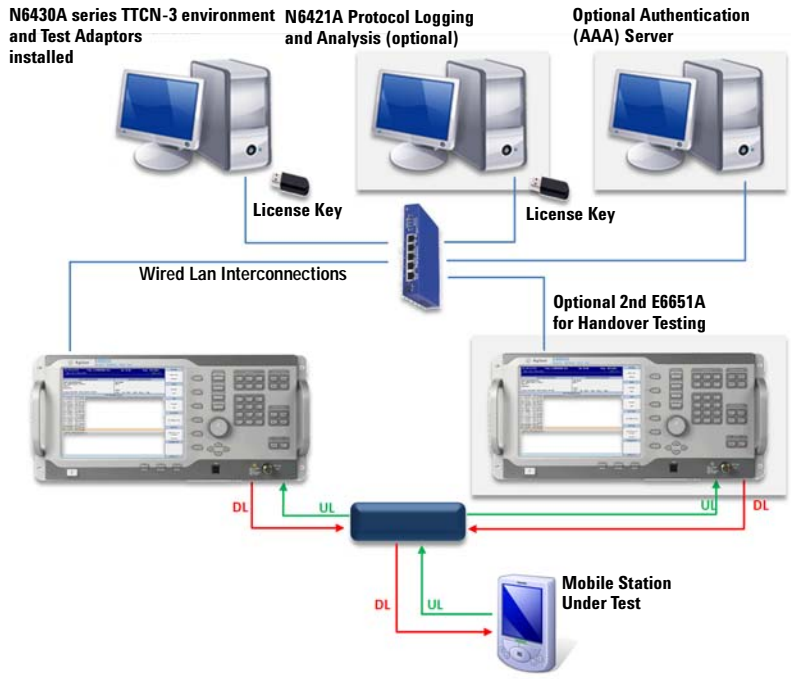 N6430A series TTCN-3 environment
and Test Adaptors
installed
N6421A Protocol Logging
and Analysis (optional)
Optional Authentication
(AAA) Server
License Key
License Key
Wired Lan Interconnections
Optional 2nd E6651A
for Handover Testing
DL
UL
UL
DL
DL
UL
Mobile Station
Under Test